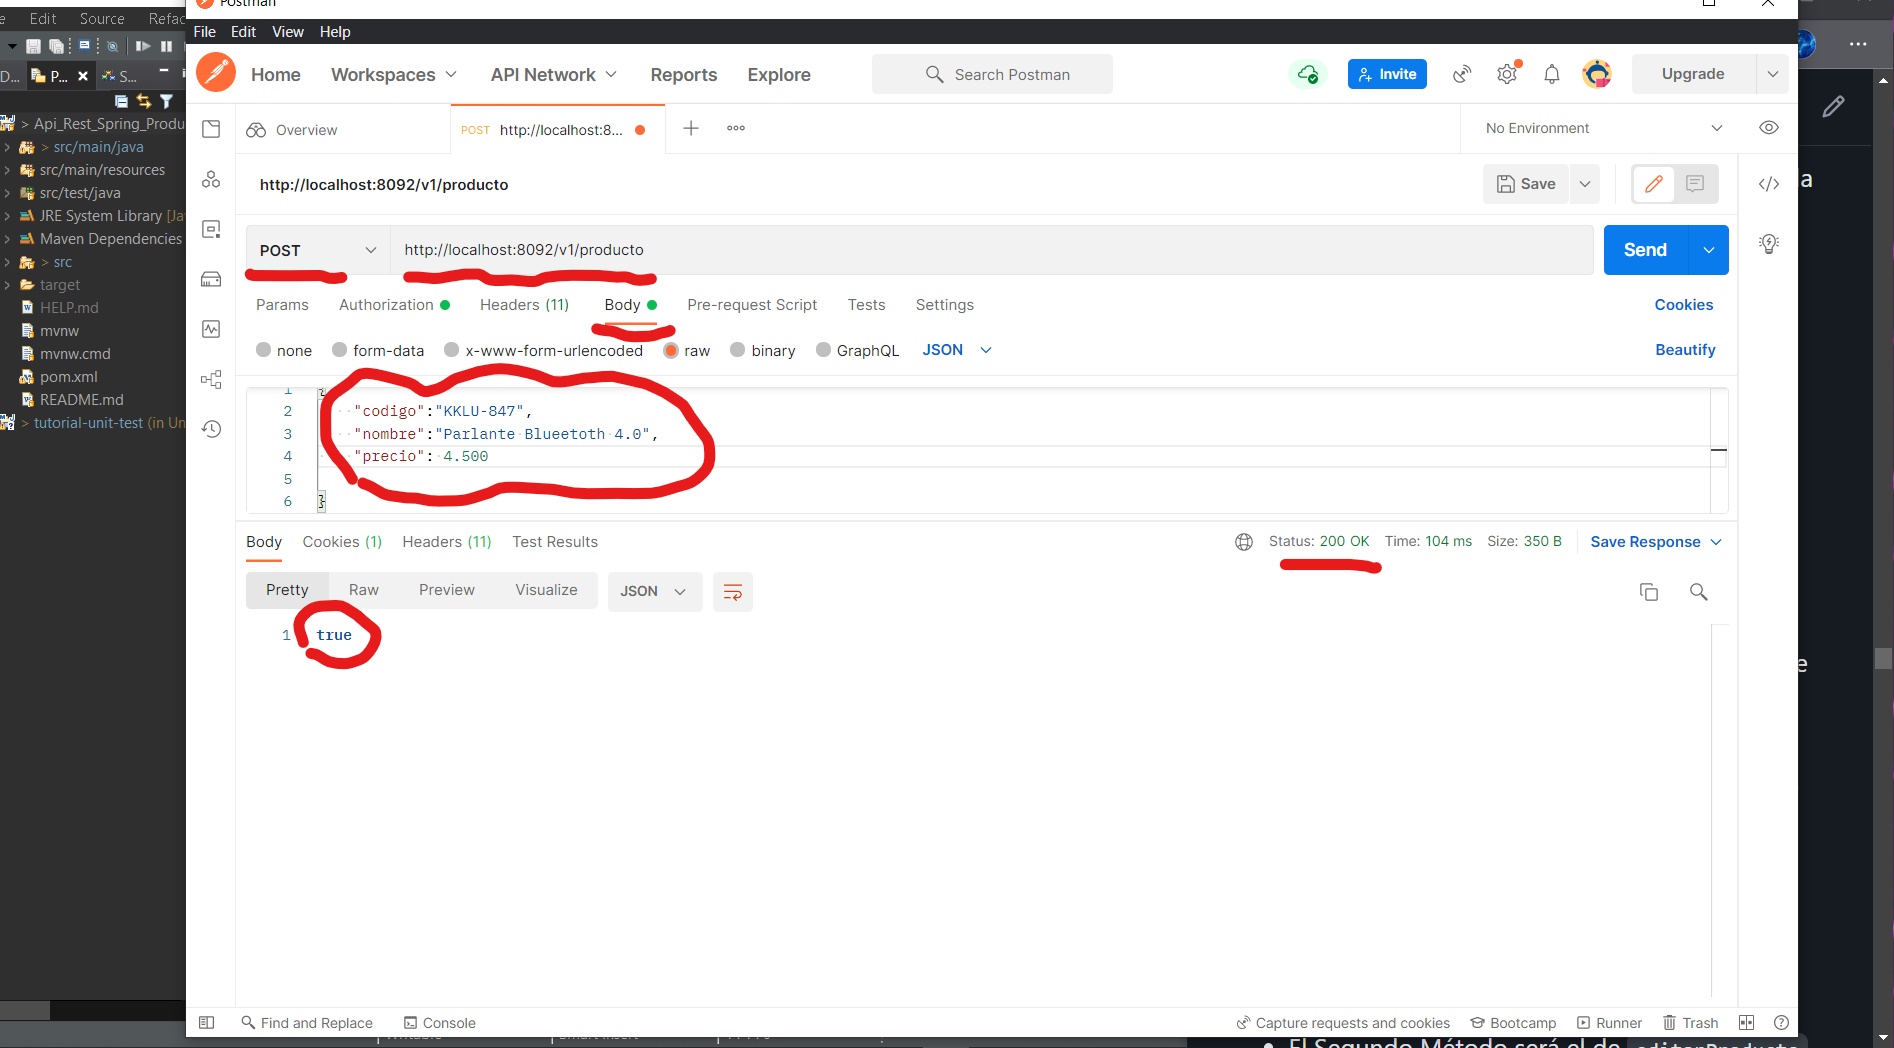 Postman
Edit Source Refac
File Edit View Help
Home Workspaces API Network Reports Explore
Search Postman
Invite
Upgrade
D... P... S...
Overview
POST http://localhost:8...
No Environment
> Api_Rest_Spring_Produ
> src/main/java
src/main/resources
src/test/java
JRE System Library [Ja
Maven Dependencies
> src
target
HELP.md
mvnw
mvnw.cmd
pom.xml
README.md
> tutorial-unit-test (in Un
http://localhost:8092/v1/producto
Save
a
POST http://localhost:8092/v1/producto
Send
Params Authorization Headers (11) Body Pre-request Script Tests Settings
Cookies
none form-data x-www-form-urlencoded raw binary GraphQL JSON
Beautify
1 {
2 "codigo":"KKLU-847",
3 "nombre":"Parlante Blueetoth 4.0",
4 "precio": 4.500
5
6 }
Body Cookies (1) Headers (11) Test Results
Status: 200 OK Time: 104 ms Size: 350 B
Save Response
Pretty Raw Preview Visualize JSON
1 true
e
Find and Replace Console
Capture requests and cookies Bootcamp Runner Trash
Writable Smart Insert
El Segundo Método será el de editarProducto